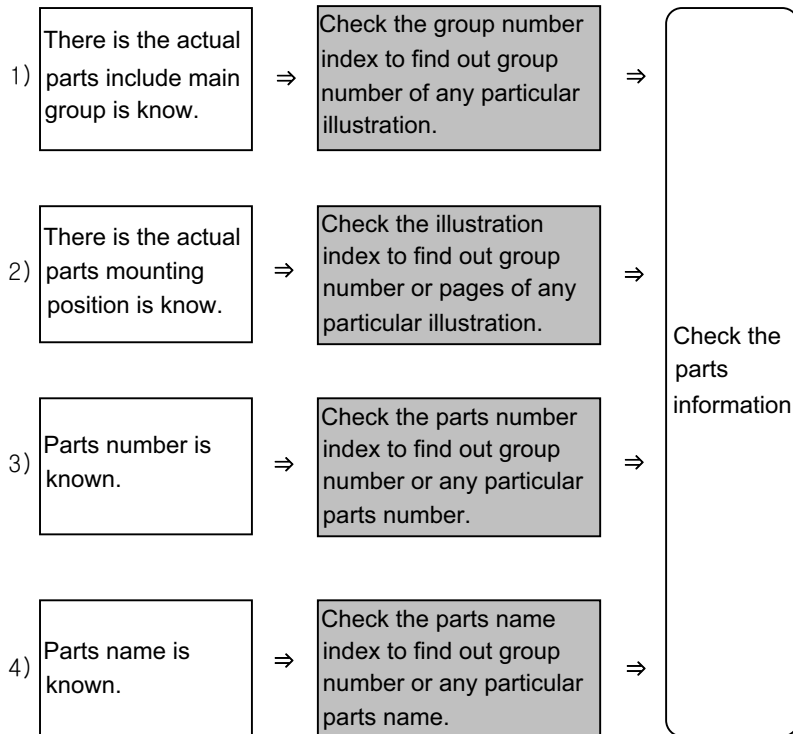 1)
There is the actual
parts include main
group is know.
⇒
Check the group number
index to find out group
number of any particular
illustration.
⇒
2)
There is the actual
parts mounting
position is know.
⇒
Check the illustration
index to find out group
number or pages of any
particular illustration.
⇒
3)
Parts number is
known.
⇒
Check the parts number
index to find out group
number or any particular
parts number.
⇒
4)
Parts name is
known.
⇒
Check the parts name
index to find out group
number or any particular
parts name.
⇒
Check the
parts
information